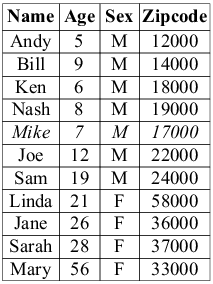 Name Age Sex Zipcode
Andy 5 M 12000
Bill 9 M 14000
Ken 6 M 18000
Nash 8 M 19000
Mike 7 M 17000
Joe 12 M 22000
Sam 19 M 24000
Linda 21 F 58000
Jane 26 F 36000
Sarah 28 F 37000
Mary 56 F 33000